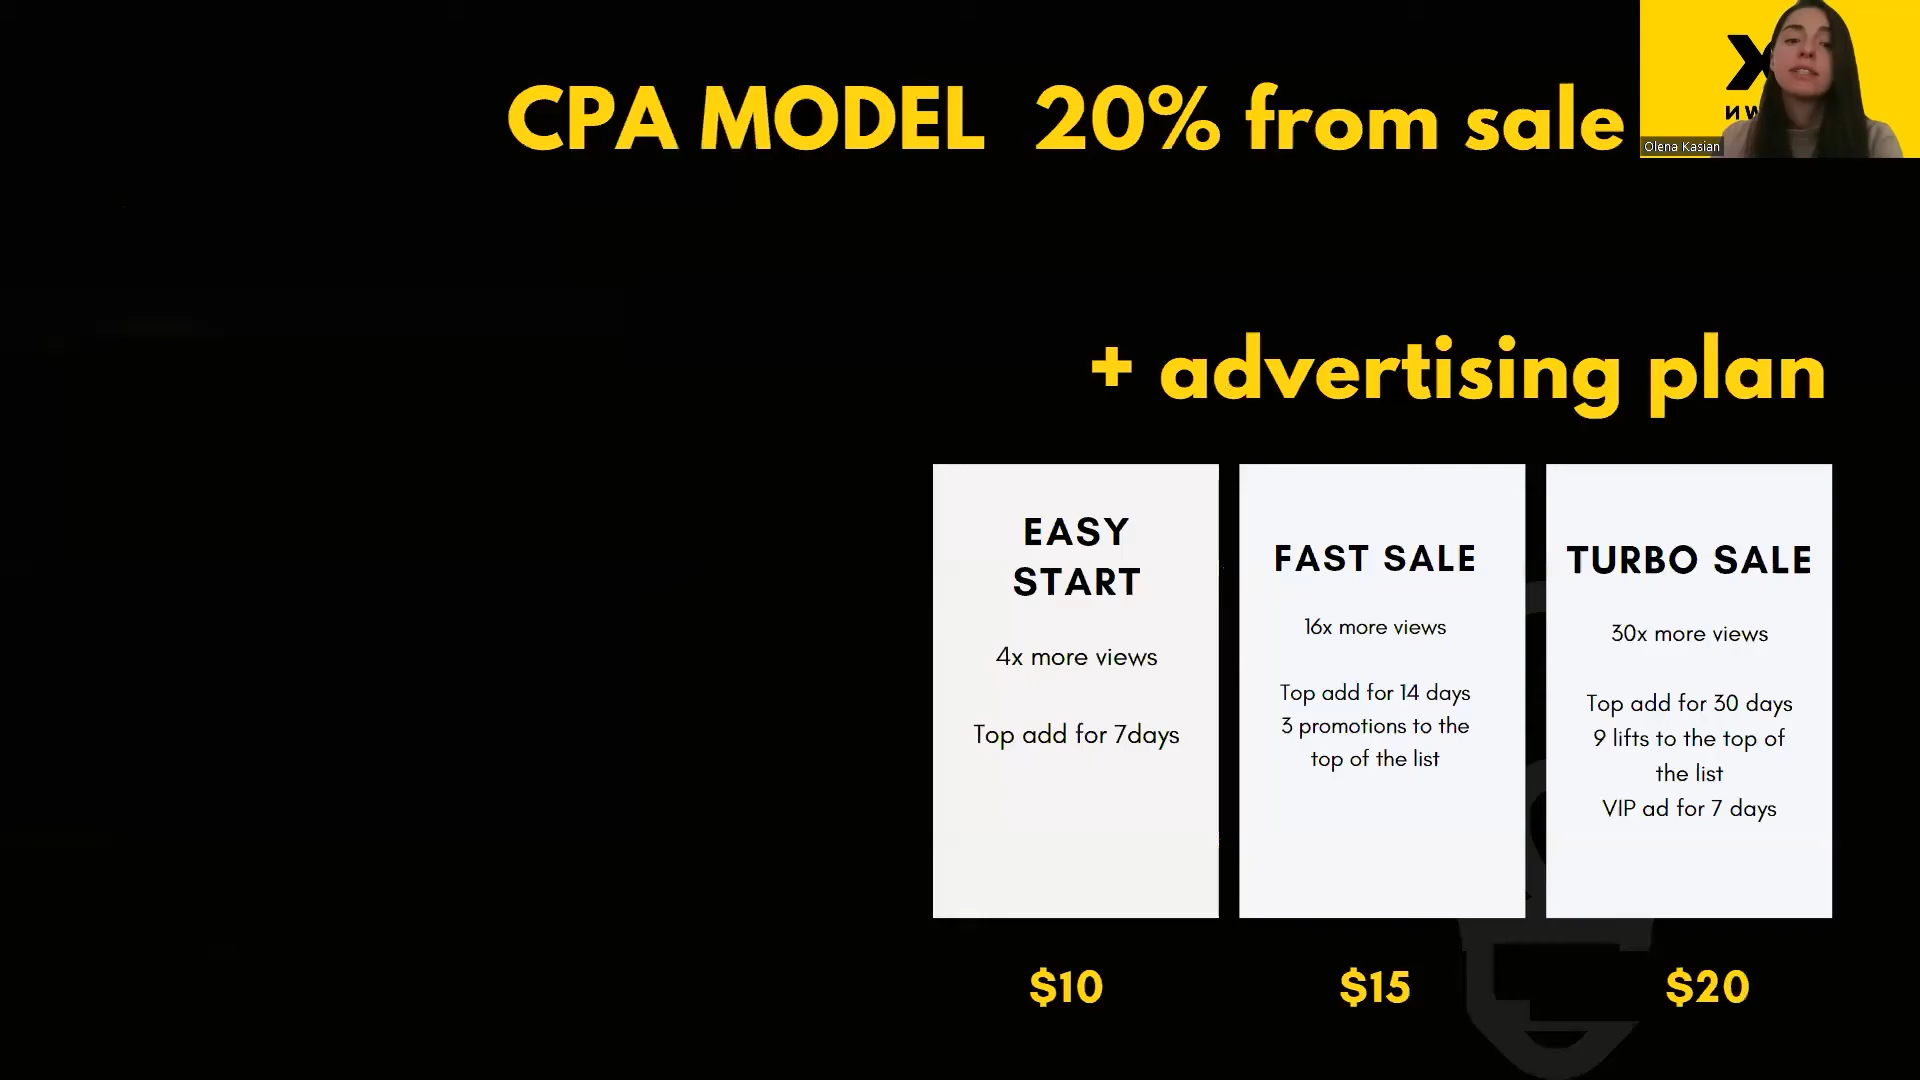 CPA MODEL 20% from sale
Olena Kasian
+ advertising plan
EASY
START
4x more views
Top add for 7days
FAST SALE
16x more views
Top add for 14 days
3 promotions to the
top of the list
TURBO SALE
30x more views
Top add for 30 days
9 lifts to the top of
the list
VIP ad for 7 days
$10
$15
$20